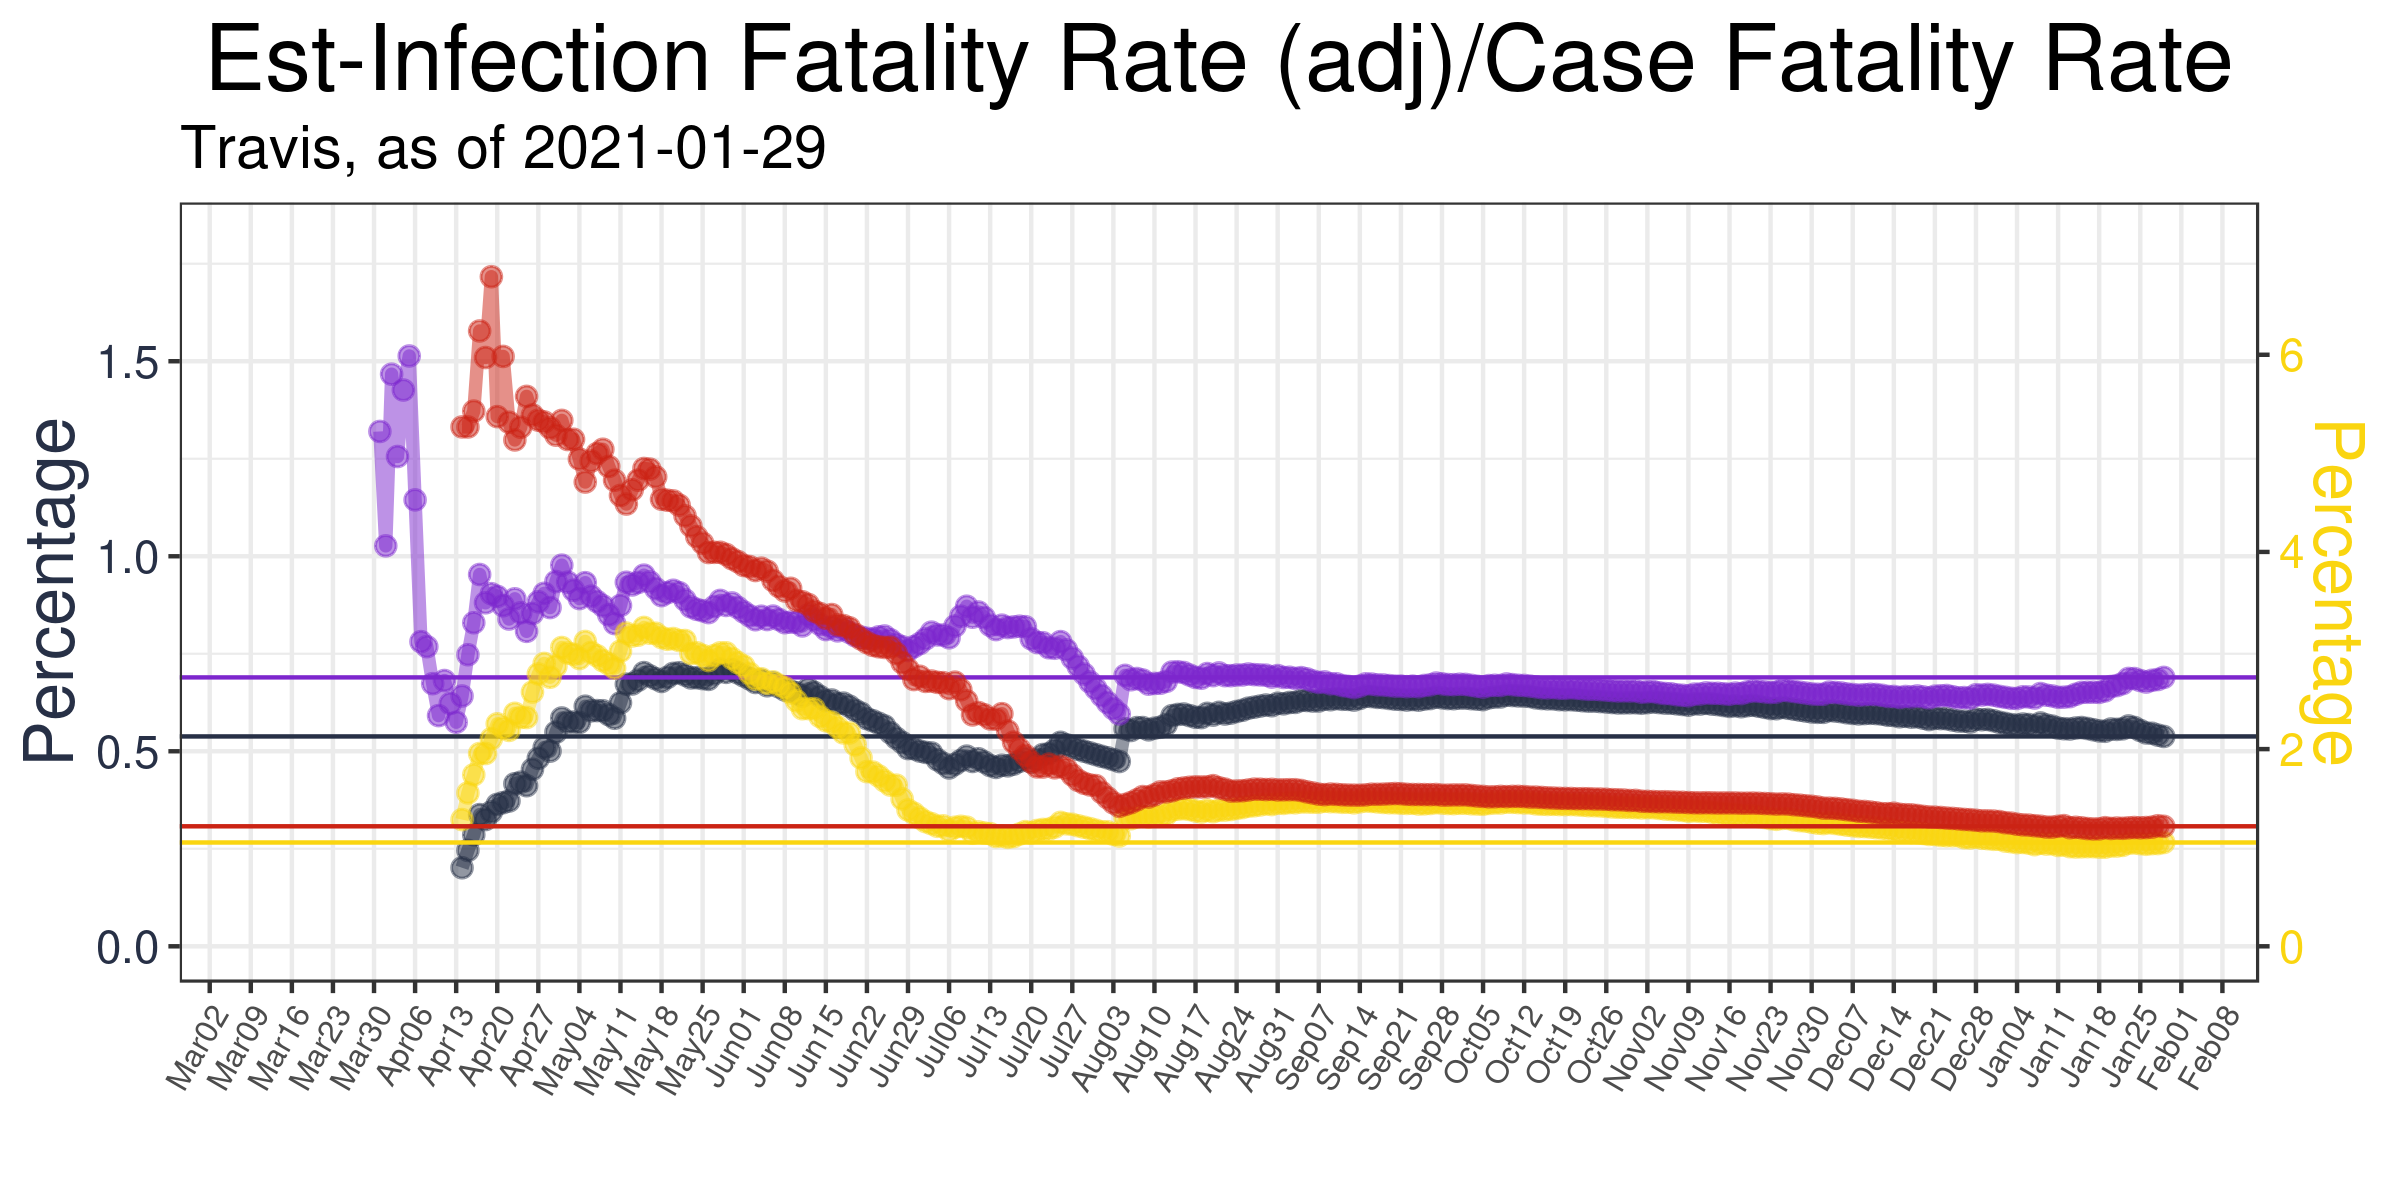 Est-Infection Fatality Rate (adj)/Case Fatality Rate
Travis, as of 2021-01-29
Percentage
1.5
1.0
0.5
0.0
6
4
2
0
Percentage
Mar02
Mar09
Mar16
Mar23
Mar30
Apr06
Apr13
Apr20
Apr27
May04
May11
May18
May25
Jun01
Jun08
Jun15
Jun22
Jun29
Jul06
Jul13
Jul20
Jul27
Aug03
Aug10
Aug17
Aug24
Aug31
Sep07
Sep14
Sep21
Sep28
Oct05
Oct12
Oct19
Oct26
Nov02
Nov09
Nov16
Nov23
Nov30
Dec07
Dec14
Dec21
Dec28
Jan04
Jan11
Jan18
Jan25
Feb01
Feb08